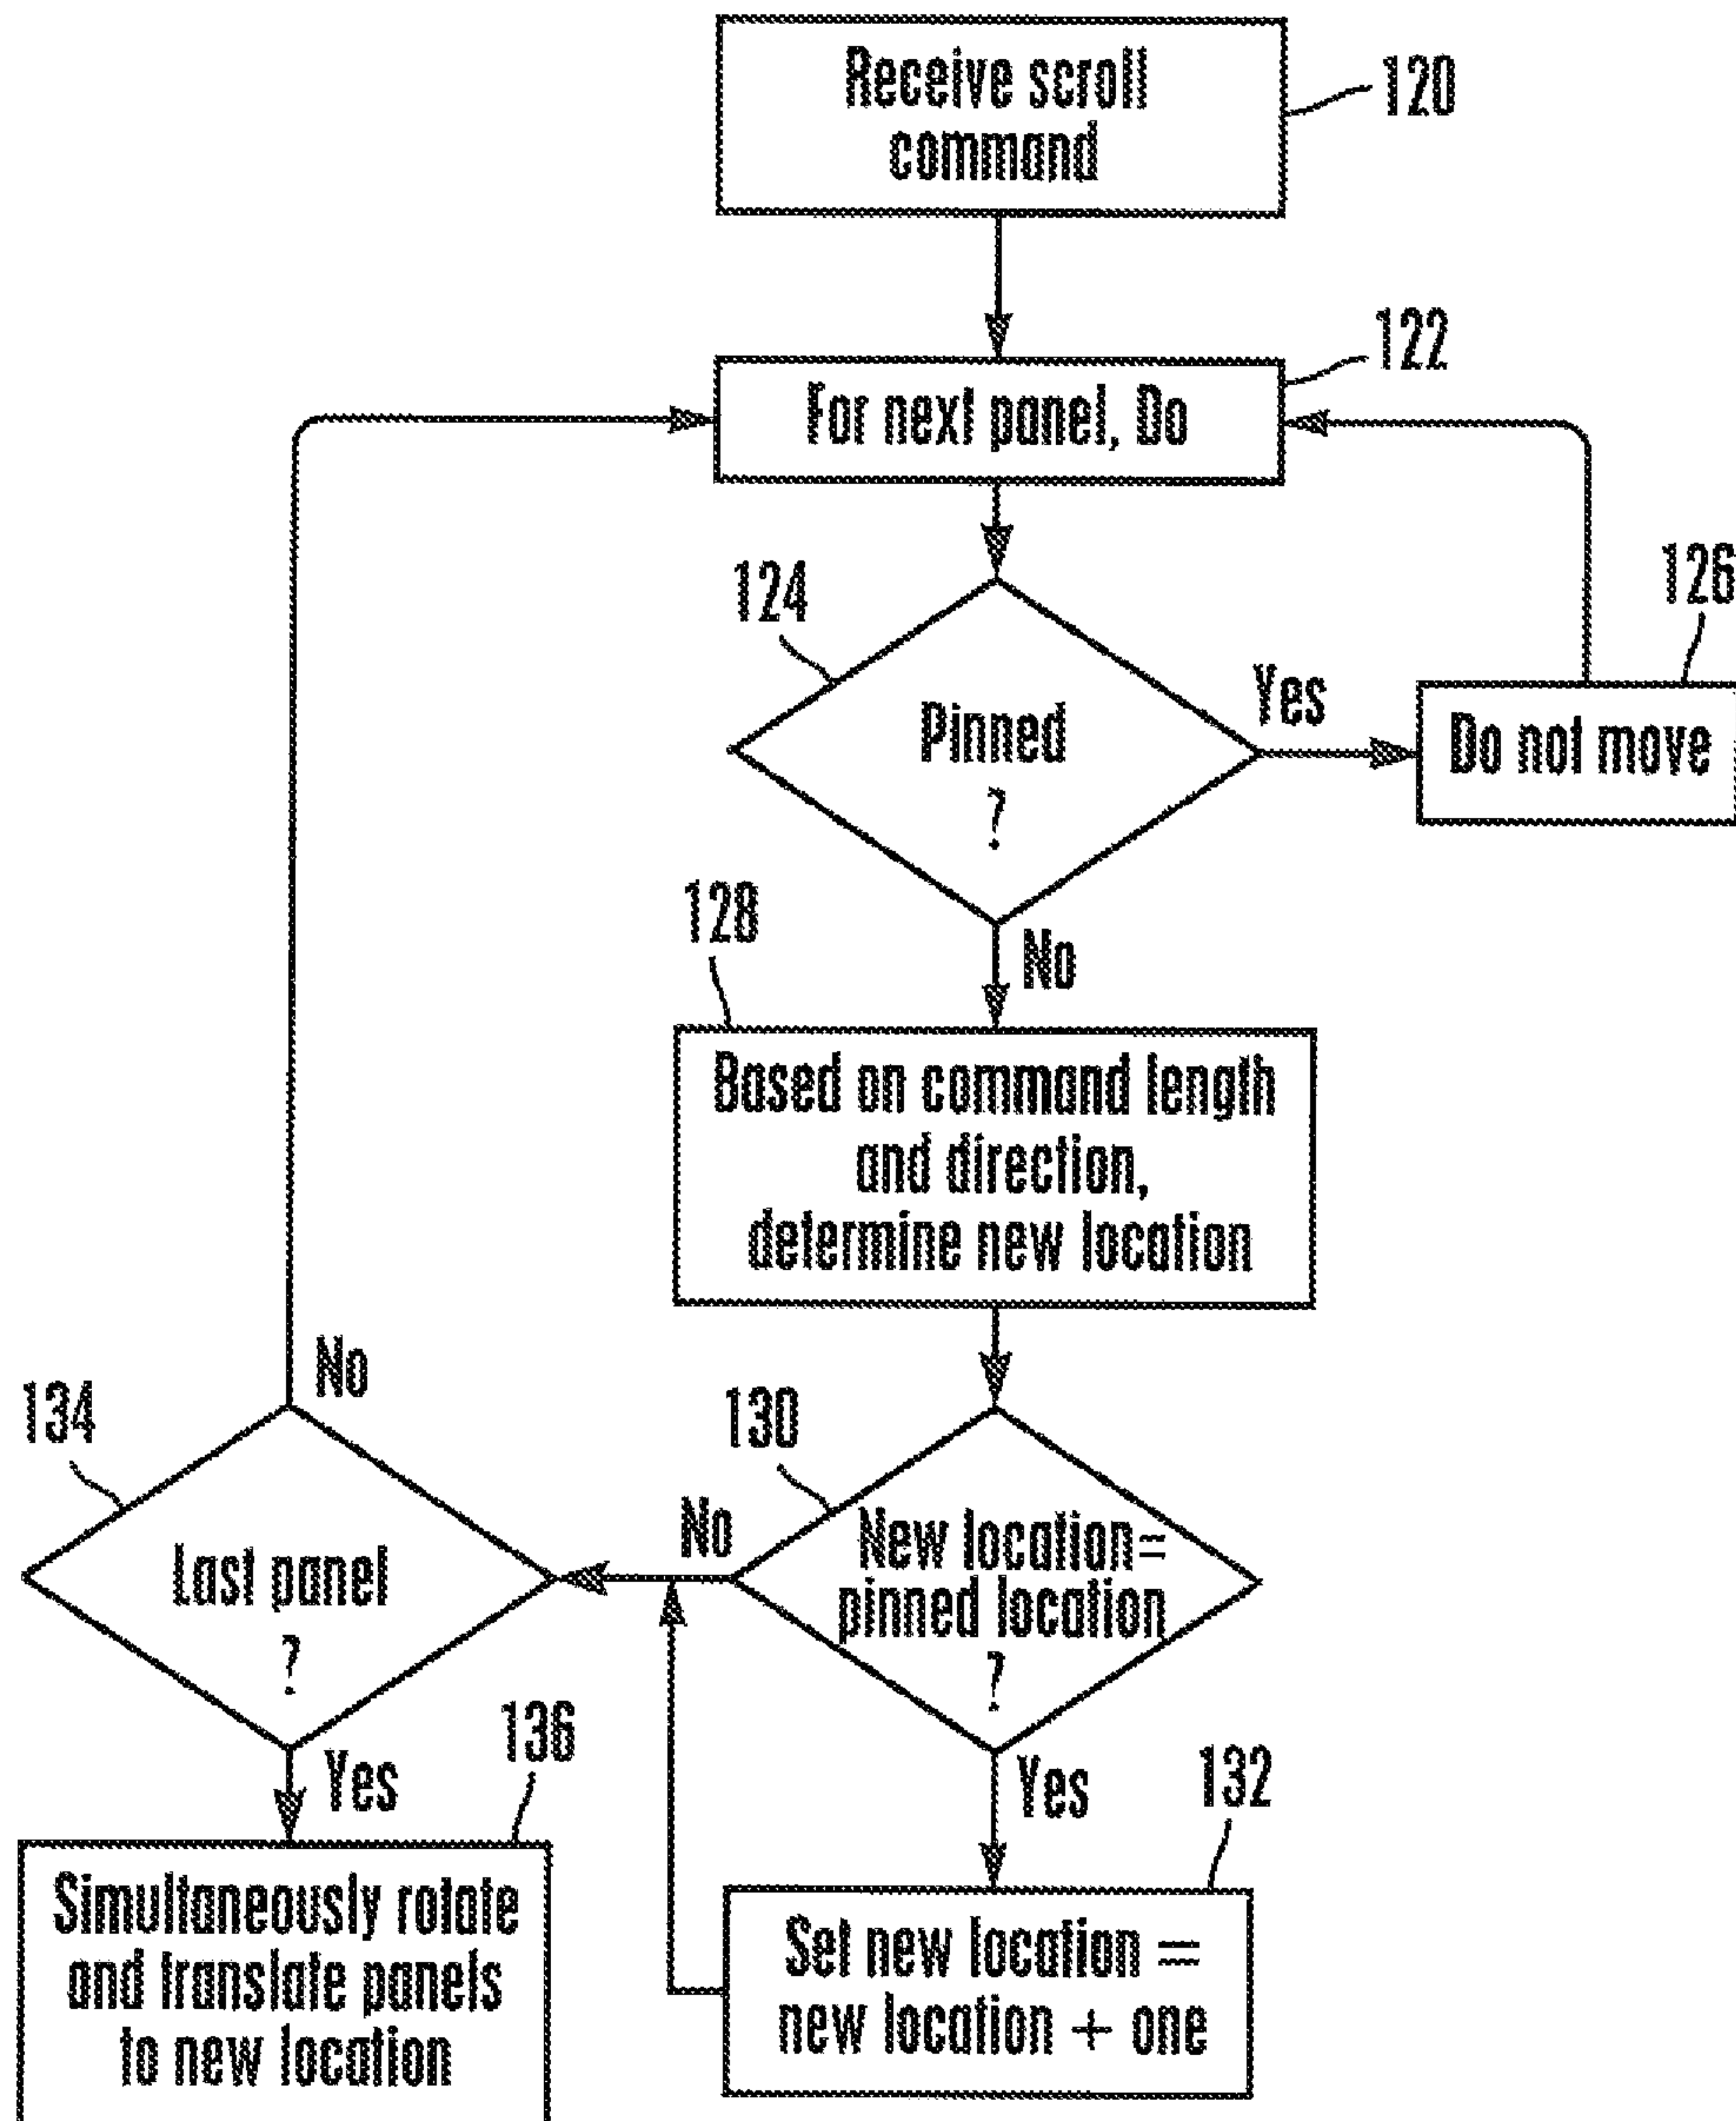 Receive scroll
command
120
For next panel, Do
122
124
Pinned
?
Yes
126
Do not move
No
128
Based on command length
and direction,
determine new location
130
New location=
pinned location
?
No
134
No
Last panel
?
Yes
136
Simultaneously rotate
and translate panels
to new location
Yes
132
Set new location =
new location + one